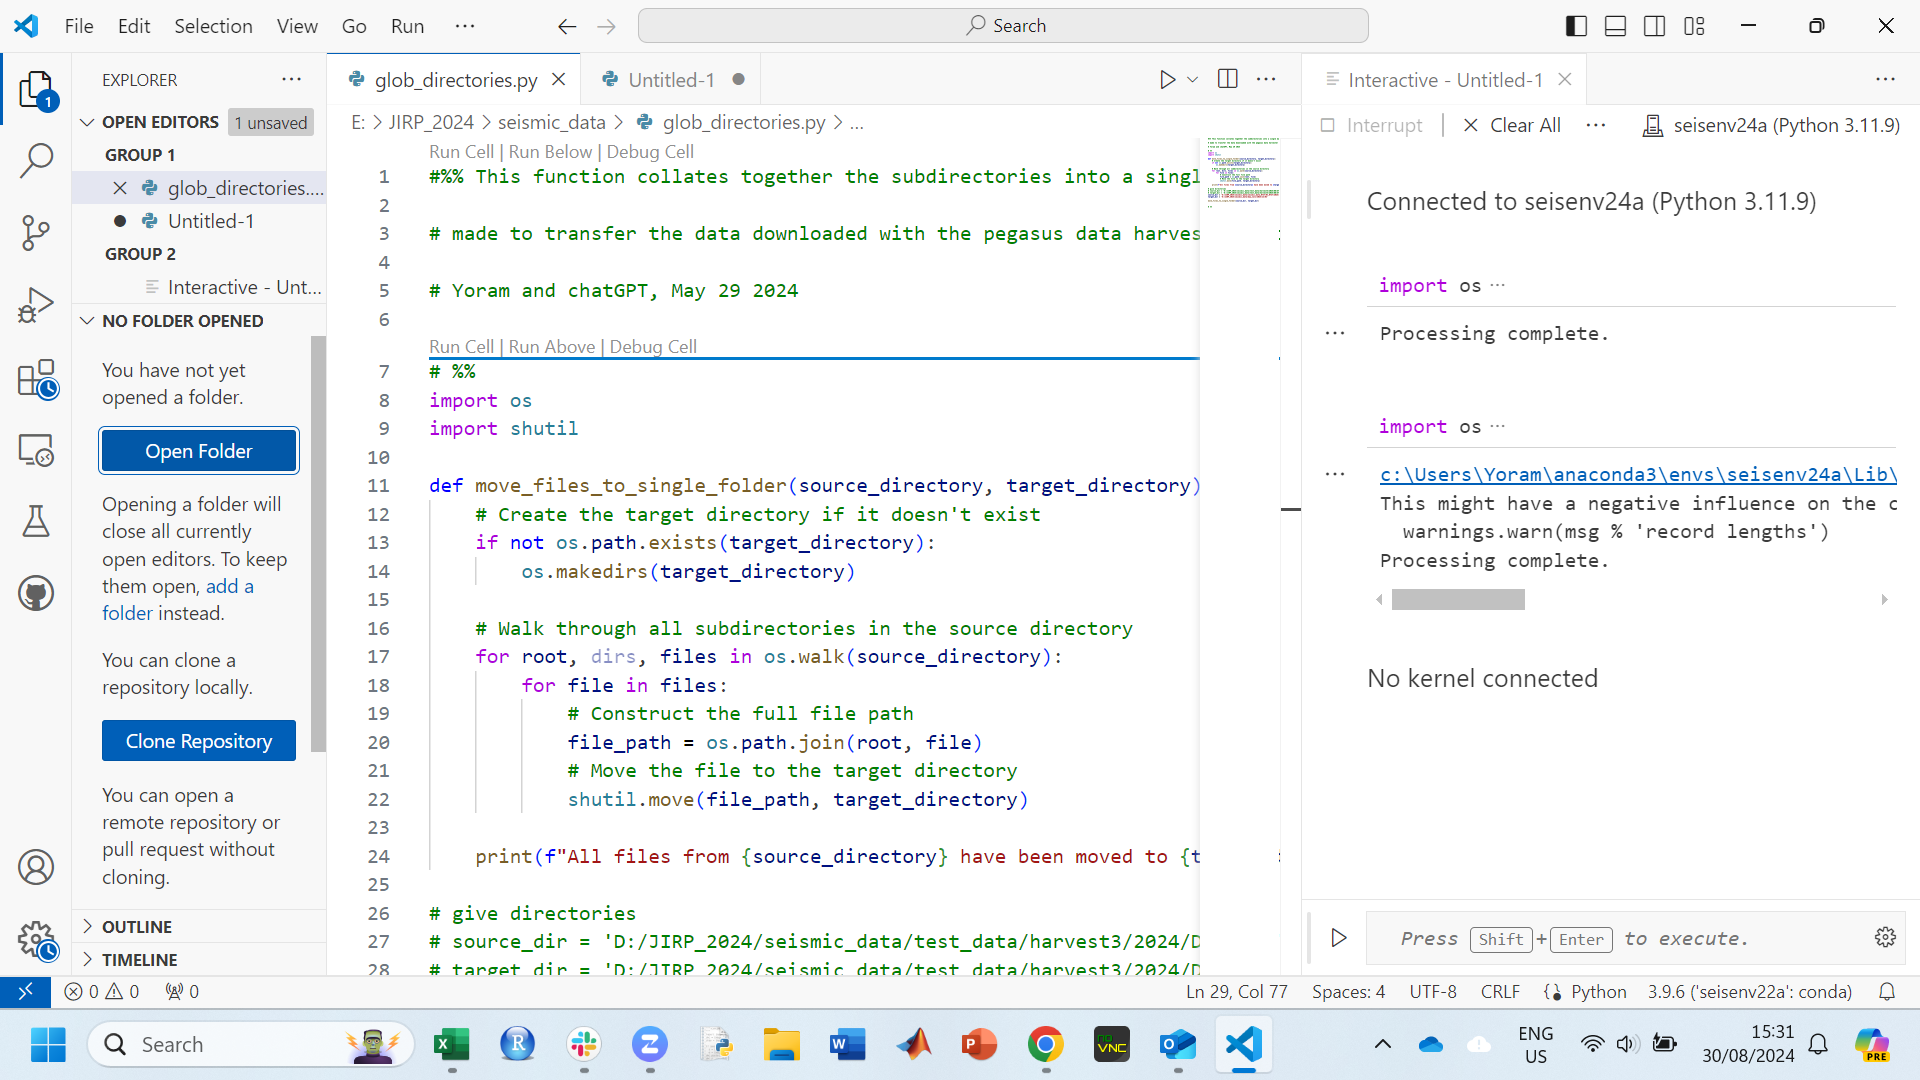 File Edit Selection View Go Run ··· Search
EXPLORER
OPEN EDITORS 1 unsaved
GROUP 1
glob_directories....
Untitled-1
GROUP 2
Interactive - Unt...
NO FOLDER OPENED
You have not yet
opened a folder.
Open Folder
Opening a folder will
close all currently
open editors. To keep
them open, add a
folder instead.
You can clone a
repository locally.
Clone Repository
You can open a
remote repository or
pull request without
cloning.
OUTLINE
TIMELINE
glob_directories.py Untitled-1
E: > JIRP_2024 > seismic_data > glob_directories.py > ...
Run Cell | Run Below | Debug Cell
1 #%% This function collates together the subdirectories into a singl
2
3 # made to transfer the data downloaded with the pegasus data harves
4
5 # Yoram and chatGPT, May 29 2024
6
Run Cell | Run Above | Debug Cell
7 # %%
8 import os
9 import shutil
10
11 def move_files_to_single_folder(source_directory, target_directory)
12 # Create the target directory if it doesn't exist
13 if not os.path.exists(target_directory):
14 os.makedirs(target_directory)
15
16 # Walk through all subdirectories in the source directory
17 for root, dirs, files in os.walk(source_directory):
18 for file in files:
19 # Construct the full file path
20 file_path = os.path.join(root, file)
21 # Move the file to the target directory
22 shutil.move(file_path, target_directory)
23
24 print(f"All files from {source_directory} have been moved to {t
25
26 # give directories
27 # source_dir = 'D:/JIRP_2024/seismic_data/test_data/harvest3/2024/D
28 # target_dir = 'D:/JIRP_2024/seismic_data/test_data/harvest3/2024/D
Interactive - Untitled-1
Interrupt | Clear All ··· seisenv24a (Python 3.11.9)
Connected to seisenv24a (Python 3.11.9)
import os ···
Processing complete.
import os ···
c:\Users\Yoram\anaconda3\envs\seisenv24a\Lib\
This might have a negative influence on the c
warnings.warn(msg % 'record lengths')
Processing complete.
No kernel connected
Press Shift + Enter to execute.
0 0 0 Ln 29, Col 77 Spaces: 4 UTF-8 CRLF Python 3.9.6 ('seisenv22a': conda)
1
Search
X R Z W P no VNC O
ENG
US
15:31
30/08/2024
PRE